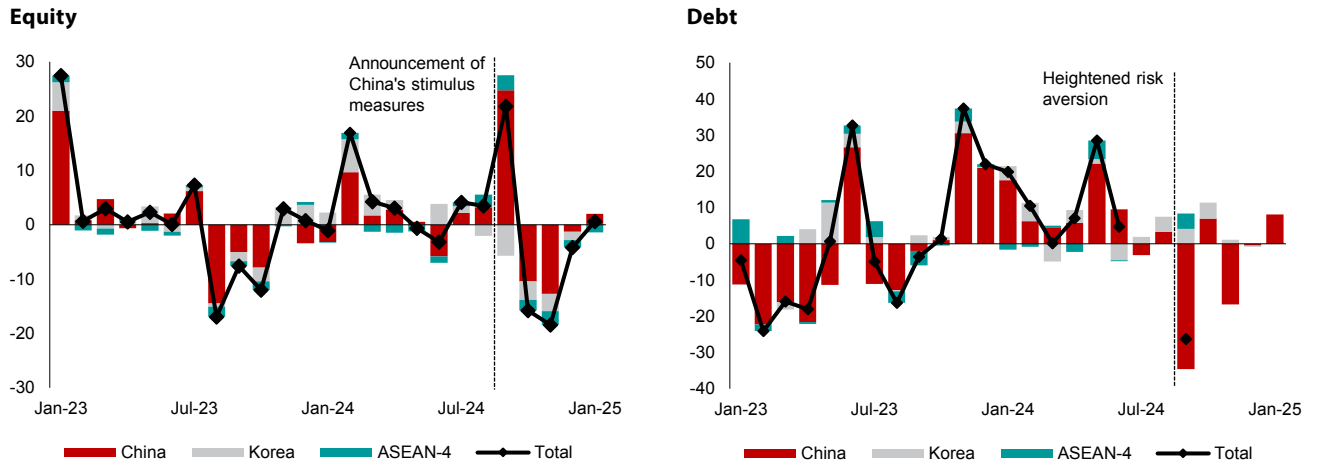 Equity
30
20
10
0
-10
-20
-30
Announcement of
China's stimulus
measures
Jan-23 Jul-23 Jan-24 Jul-24 Jan-25
China Korea ASEAN-4 Total
Debt
50
40
30
20
10
0
-10
-20
-30
-40
Heightened risk
aversion
Jan-23 Jul-23 Jan-24 Jul-24 Jan-25
China Korea ASEAN-4 Total